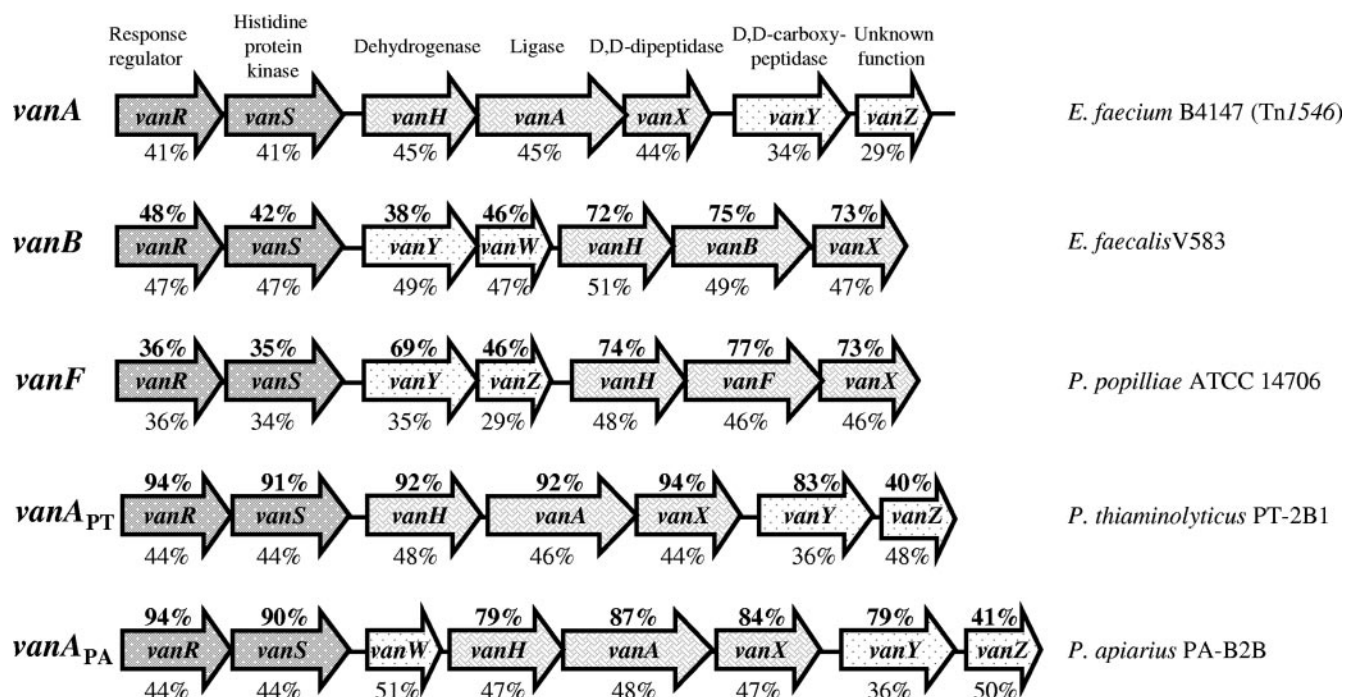 Response regulator
Histidine protein kinase
Dehydrogenase
Ligase
D,D-dipeptidase
D,D-carboxy-peptidase
Unknown function
vanA
vanR vanS vanH vanA vanX vanY vanZ
E. faecium B4147 (Tn1546)
41% 41% 45% 45% 44% 34% 29%
48% 42% 38% 46% 72% 75% 73%
vanB
vanR vanS vanY vanW vanH vanB vanX
E. faecalisV583
47% 47% 49% 47% 51% 49% 47%
36% 35% 69% 46% 74% 77% 73%
vanF
vanR vanS vanY vanZ vanH vanF vanX
P. popilliae ATCC 14706
36% 34% 35% 29% 48% 46% 46%
94% 91% 92% 92% 94% 83% 40%
vanAPT
vanR vanS vanH vanA vanX vanY vanZ
P. thiaminolyticus PT-2B1
44% 44% 48% 46% 44% 36% 48%
94% 90% 79% 87% 84% 79% 41%
vanAPA
vanR vanS vanW vanH vanA vanX vanY vanZ
P. apiarius PA-B2B
44% 44% 51% 47% 48% 47% 36% 50%